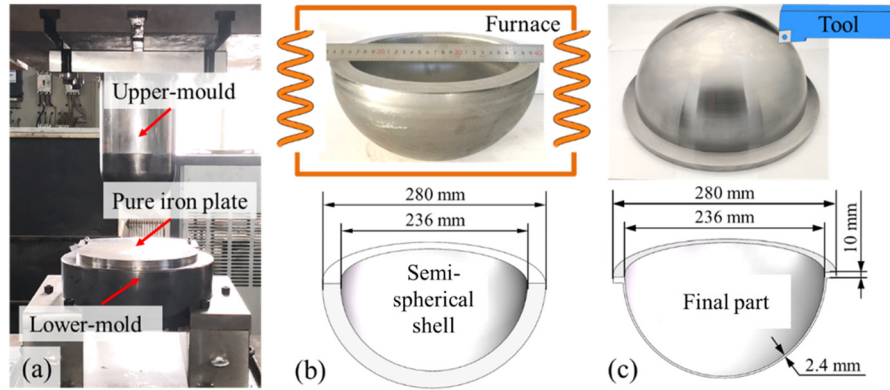 Upper-mould
Pure iron plate
Lower-mold
(a)
Furnace
280 mm
236 mm
Semi-
spherical
shell
(b)
Tool
280 mm
236 mm
10 mm
Final part
2.4 mm
(c)